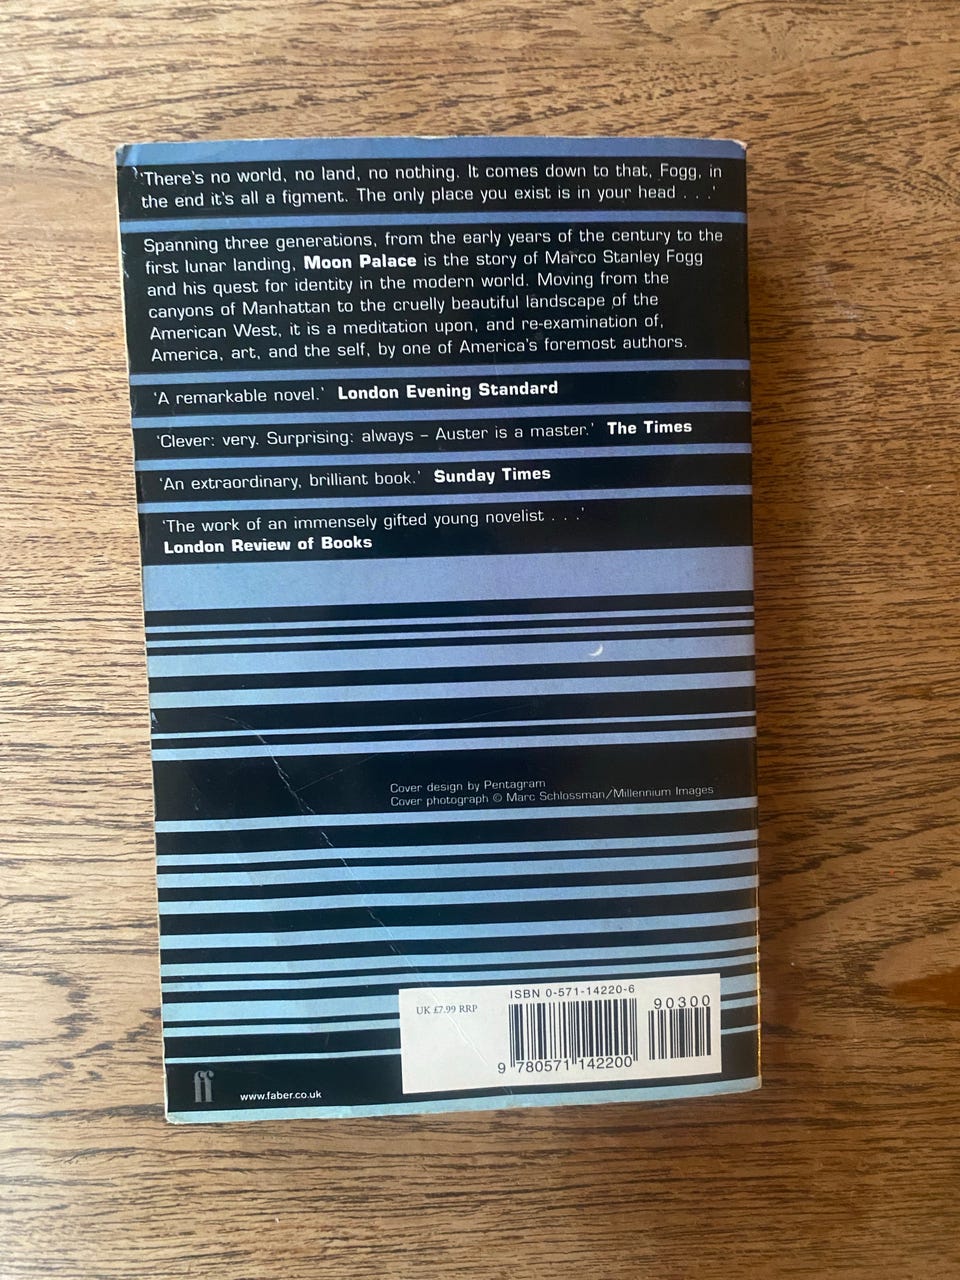 ‘There's no world, no land, no nothing. It comes down to that, Fogg, in
the end it's all a figment. The only place you exist is in your head . . .’
Spanning three generations, from the early years of the century to the
first lunar landing, Moon Palace is the story of Marco Stanley Fogg
and his quest for identity in the modern world. Moving from the
canyons of Manhattan to the cruelly beautiful landscape of the
American West, it is a meditation upon, and re-examination of,
America, art, and the self, by one of America's foremost authors.
‘A remarkable novel.’ London Evening Standard
‘Clever: very. Surprising: always – Auster is a master.’ The Times
‘An extraordinary, brilliant book.’ Sunday Times
‘The work of an immensely gifted young novelist . . .’
London Review of Books
Cover design by Pentagram
Cover photograph © Marc Schlossman/Millennium Images
UK £7.99 RRP
ISBN 0-571-14220-6
90300
9 780571 142200
ff
www.faber.co.uk